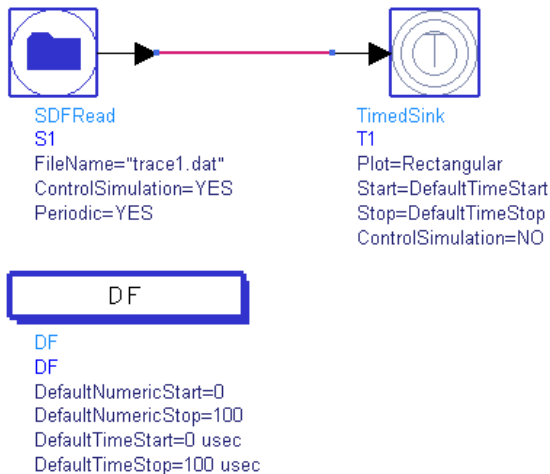 T
SDFRead
S1
FileName="trace1.dat"
ControlSimulation=YES
Periodic=YES
TimedSink
T1
Plot=Rectangular
Start=DefaultTimeStart
Stop=DefaultTimeStop
ControlSimulation=NO
DF
DF
DF
DefaultNumericStart=0
DefaultNumericStop=100
DefaultTimeStart=0 usec
DefaultTimeStop=100 usec